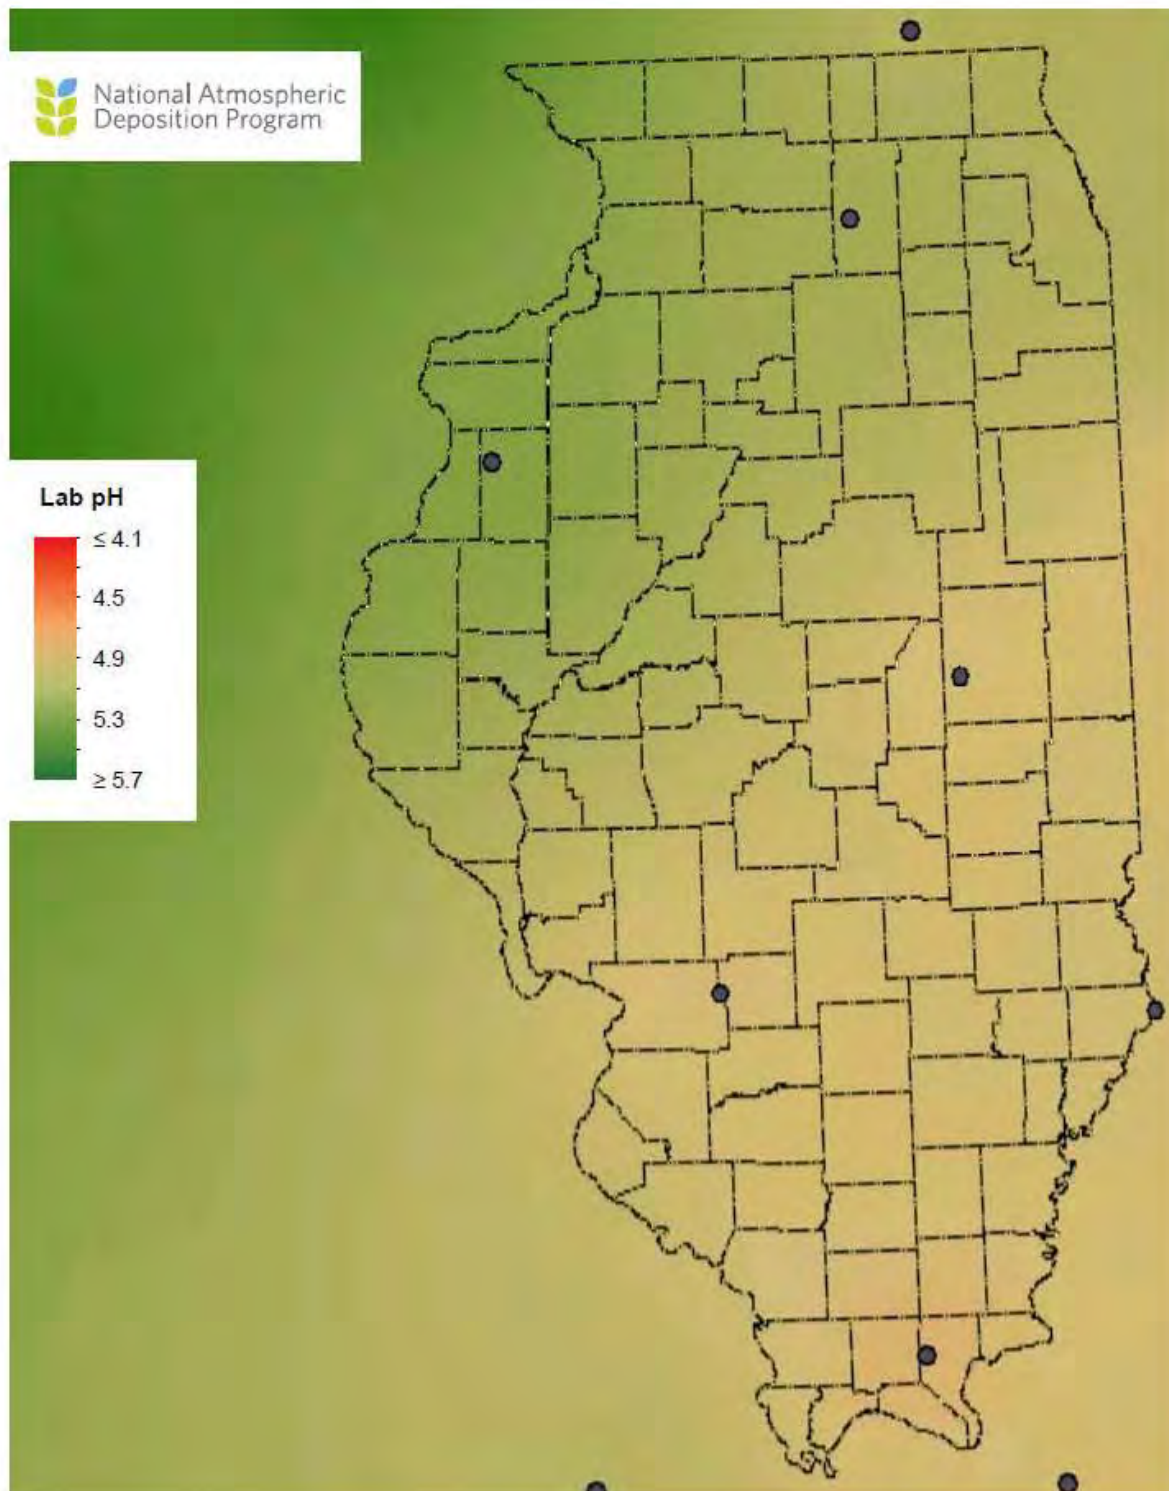 National Atmospheric
Deposition Program
Lab pH
≤ 4.1
4.5
4.9
5.3
≥ 5.7